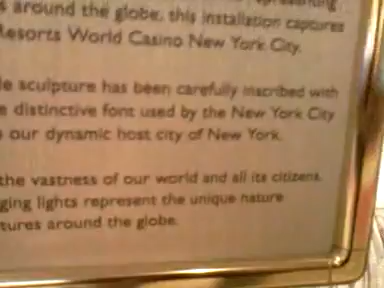 around the globe, this installation captures
Resorts World Casino New York City.
sculpture has been carefully inscribed with
distinctive font used by the New York City
our dynamic host city of New York.
the vastness of our world and all its citizens.
ging lights represent the unique nature
tures around the globe.